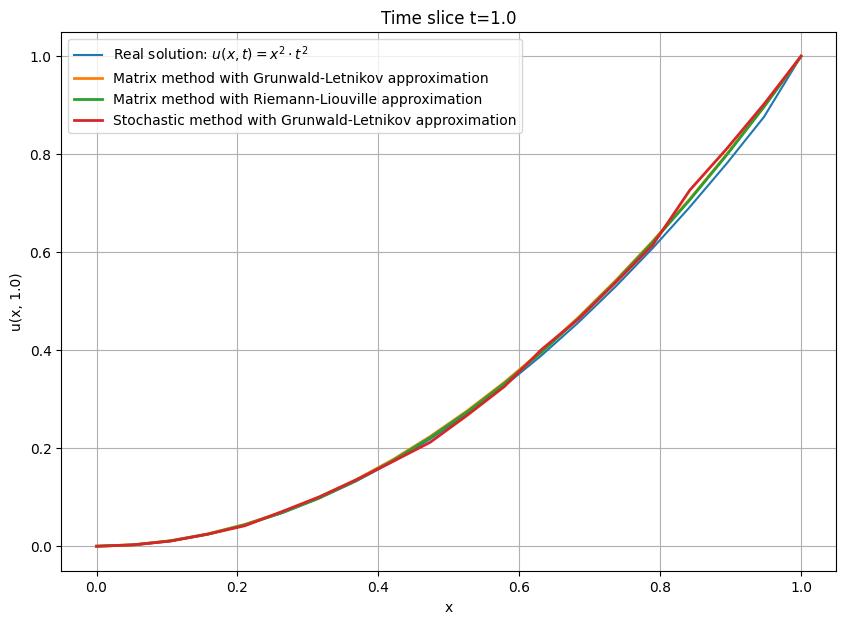 Time slice t=1.0
Real solution: u(x, t) = x² · t²
Matrix method with Grunwald-Letnikov approximation
Matrix method with Riemann-Liouville approximation
Stochastic method with Grunwald-Letnikov approximation
u(x, 1.0)
1.0
0.8
0.6
0.4
0.2
0.0
0.0 0.2 0.4 0.6 0.8 1.0
x